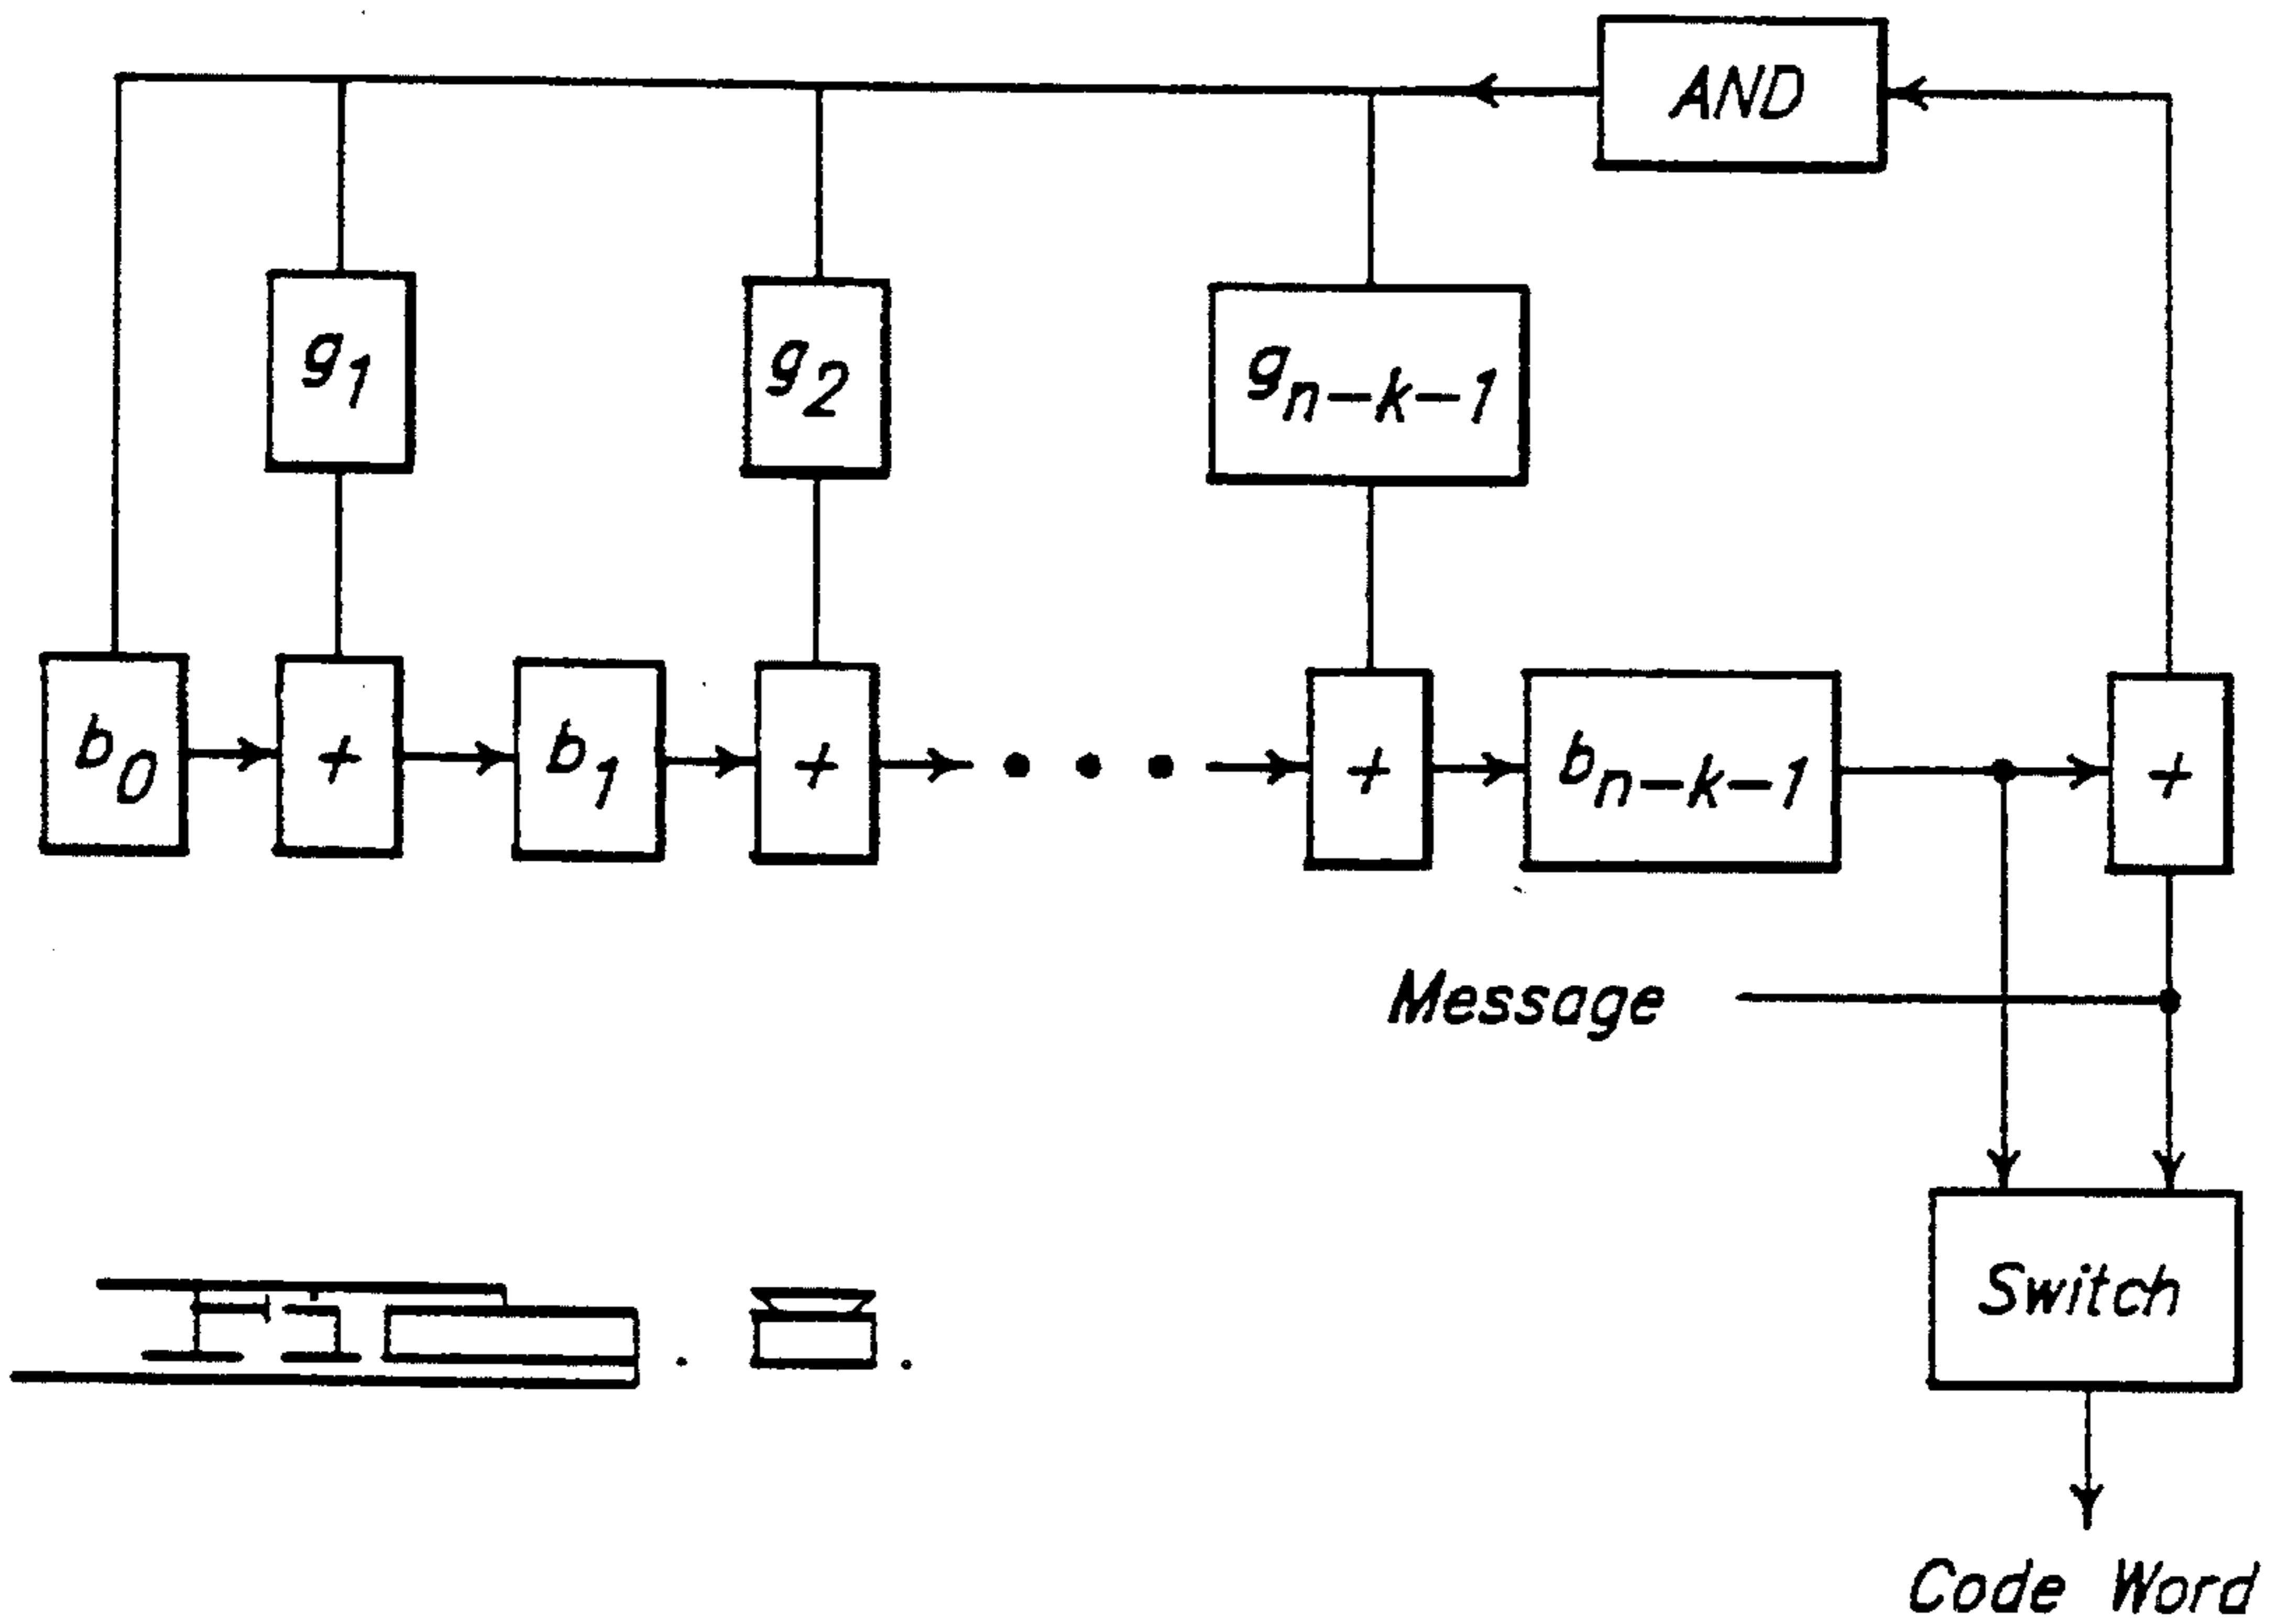 AND
g1
g2
gn-k-1
b0
+
b1
+
+
bn-k-1
+
Message
Switch
Code Word